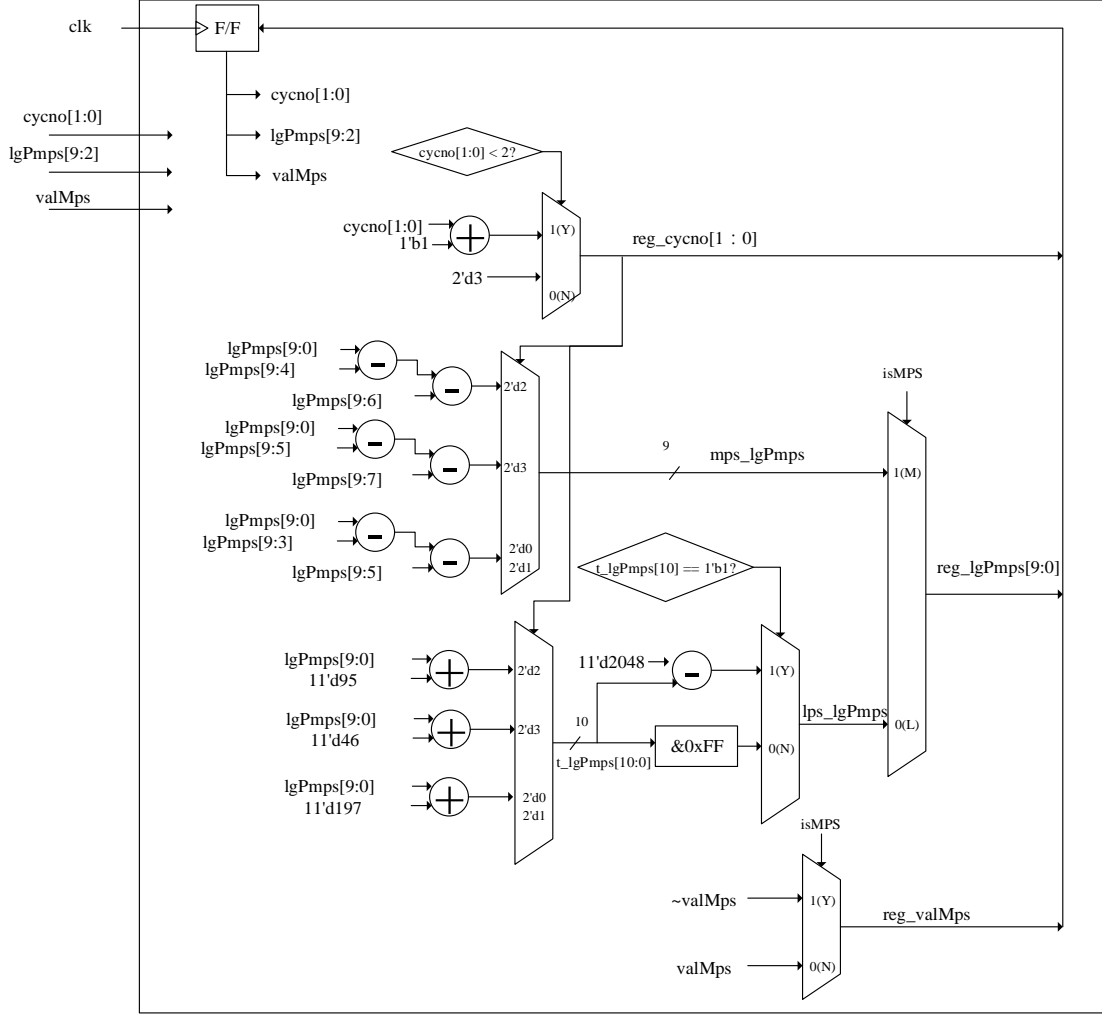 clk
F/F
cycno[1:0]
lgPmps[9:2]
valMps
cycno[1:0]
lgPmps[9:2]
valMps
cycno[1:0] < 2?
cycno[1:0]
1'b1
2'd3
1(Y)
0(N)
reg_cycno[1 : 0]
lgPmps[9:0]
lgPmps[9:4]
lgPmps[9:6]
2'd2
lgPmps[9:0]
lgPmps[9:5]
lgPmps[9:7]
2'd3
lgPmps[9:0]
lgPmps[9:3]
lgPmps[9:5]
2'd0
2'd1
9
mps_lgPmps
isMPS
1(M)
0(L)
reg_lgPmps[9:0]
t_lgPmps[10] == 1'b1?
lgPmps[9:0]
11'd95
2'd2
lgPmps[9:0]
11'd46
2'd3
lgPmps[9:0]
11'd197
2'd0
2'd1
10
t_lgPmps[10:0]
11'd2048
&0xFF
1(Y)
0(N)
lps_lgPmps
isMPS
~valMps
valMps
1(Y)
0(N)
reg_valMps